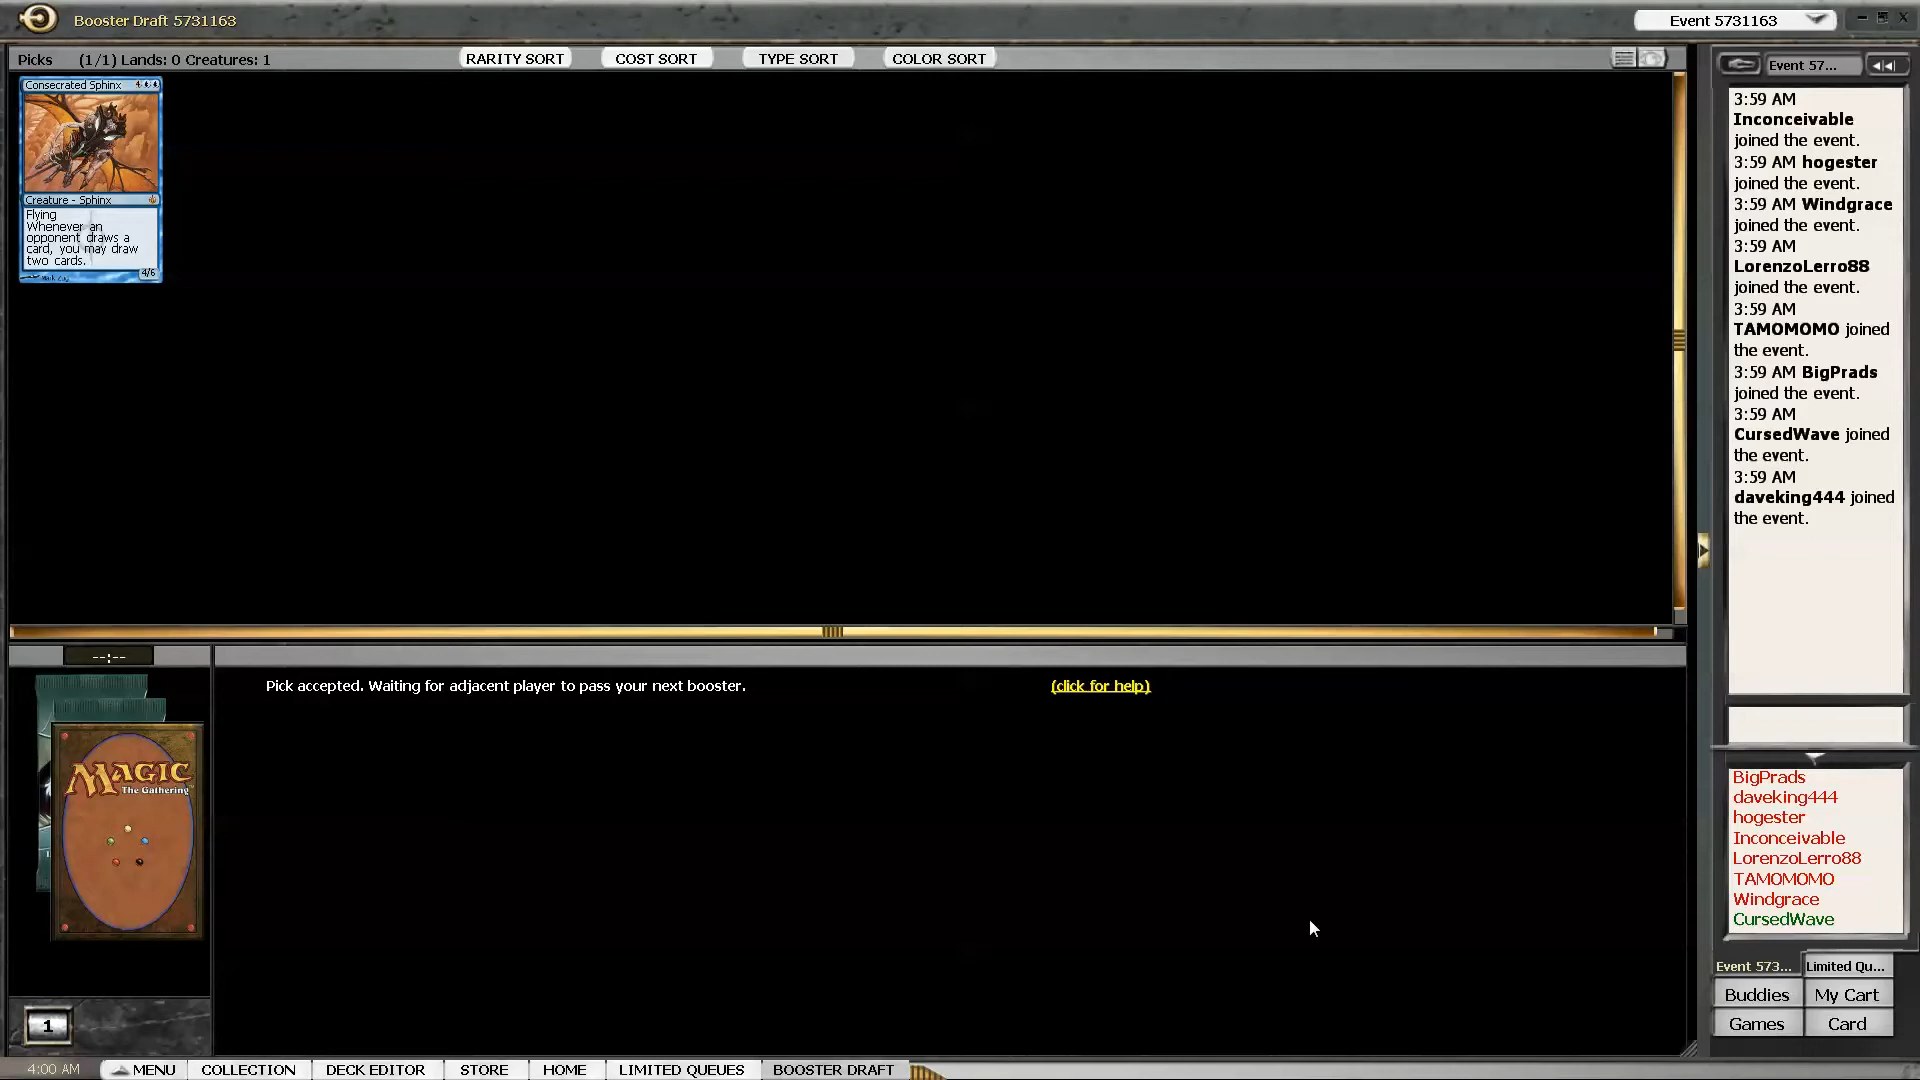 Booster Draft 5731163
Event 5731163
Picks (1/1) Lands: 0 Creatures: 1
RARITY SORT
COST SORT
TYPE SORT
COLOR SORT
Event 57...
Consecrated Sphinx
Creature - Sphinx
Flying
Whenever an
opponent draws a
card, you may draw
two cards.
4/6
3:59 AM
Inconceivable
joined the event.
3:59 AM hogester
joined the event.
3:59 AM Windgrace
joined the event.
3:59 AM
LorenzoLerro88
joined the event.
3:59 AM
TAMOMOMO joined
the event.
3:59 AM BigPrads
joined the event.
3:59 AM
CursedWave joined
the event.
3:59 AM
daveking444 joined
the event.
--:--
Pick accepted. Waiting for adjacent player to pass your next booster.
(click for help)
MAGIC
The Gathering
1
BigPrads
daveking444
hogester
Inconceivable
LorenzoLerro88
TAMOMOMO
Windgrace
CursedWave
Event 573...
Limited Qu...
Buddies
My Cart
Games
Card
4:00 AM
MENU
COLLECTION
DECK EDITOR
STORE
HOME
LIMITED QUEUES
BOOSTER DRAFT